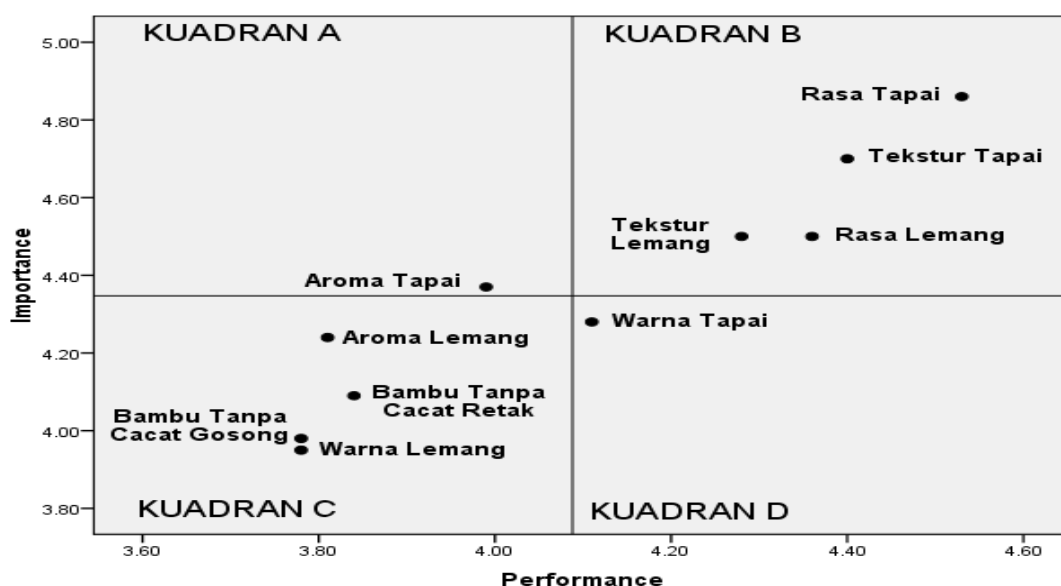 KUADRAN A
KUADRAN B
5.00
Rasa Tapai
4.80
Tekstur Tapai
4.60
Tekstur
Lemang
Rasa Lemang
4.40
Aroma Tapai
Importance
Warna Tapai
Aroma Lemang
4.20
Bambu Tanpa
Cacat Retak
Bambu Tanpa
Cacat Gosong
4.00
Warna Lemang
3.80
KUADRAN C
KUADRAN D
3.60
3.80
4.00
4.20
4.40
4.60
Performance